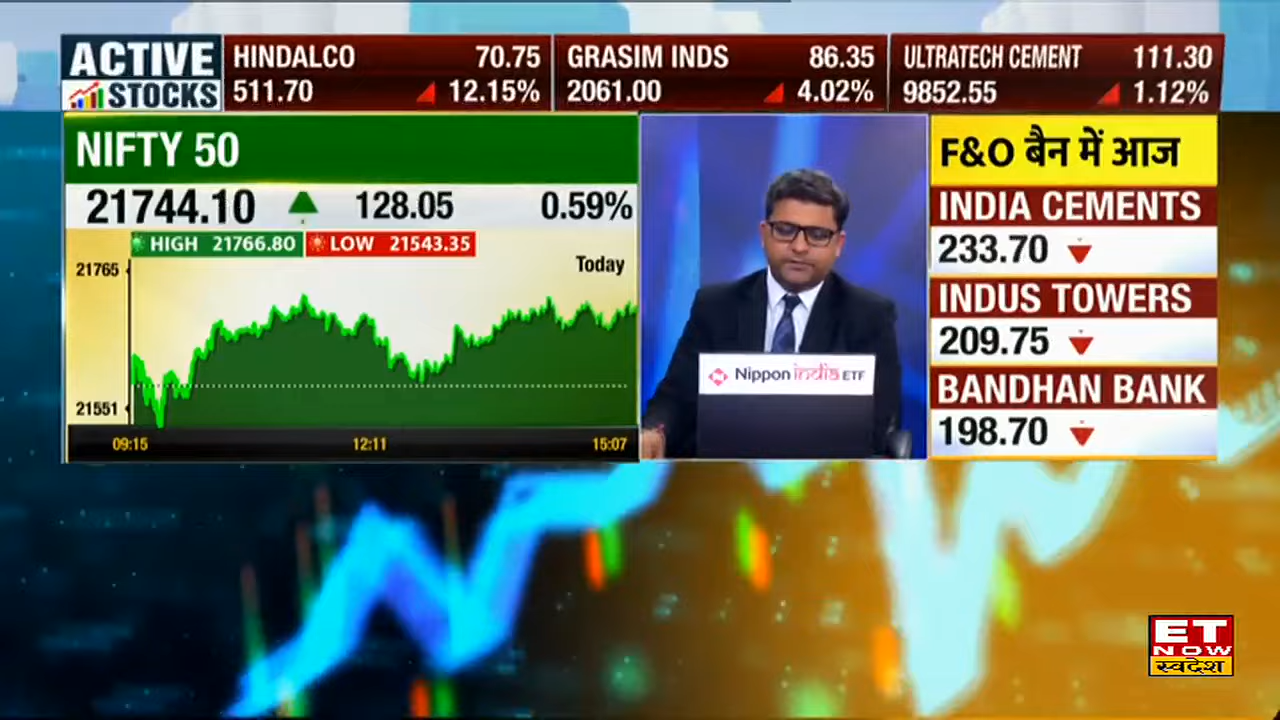 ACTIVE
STOCKS
HINDALCO 70.75
511.70 12.15%
GRASIM INDS 86.35
2061.00 4.02%
ULTRATECH CEMENT 111.30
9852.55 1.12%
NIFTY 50
21744.10 128.05 0.59%
HIGH 21766.80 LOW 21543.35
Today
21765
21551
09:15 12:11 15:07
Nippon india ETF
F&O बैन में आज
INDIA CEMENTS
233.70
INDUS TOWERS
209.75
BANDHAN BANK
198.70
ET
NOW
स्वदेश